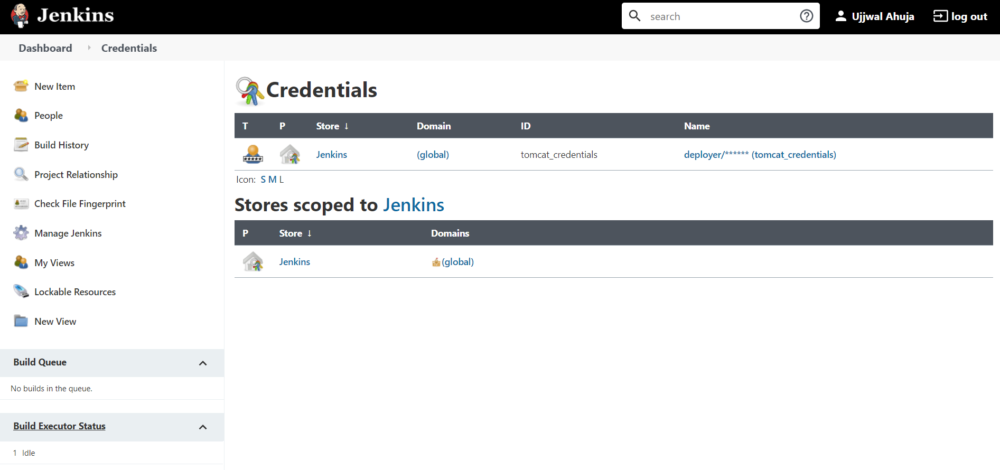 Jenkins
search
Ujjwal Ahuja
log out
Dashboard
Credentials
New Item
People
Build History
Project Relationship
Check File Fingerprint
Manage Jenkins
My Views
Lockable Resources
New View
Build Queue
No builds in the queue.
Build Executor Status
1 Idle
Credentials
T P Store ↓ Domain ID Name
Jenkins (global) tomcat_credentials deployer/****** (tomcat_credentials)
Icon: S M L
Stores scoped to Jenkins
P Store ↓ Domains
Jenkins (global)